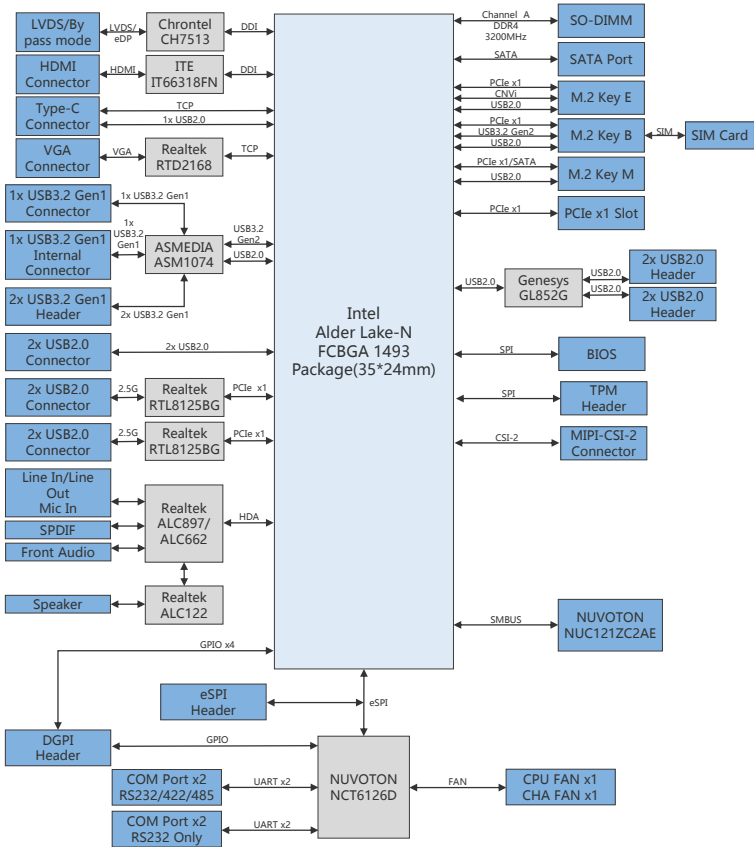 LVDS/By
pass mode
LVDS/
eDP
Chrontel
CH7513
DDI
HDMI
Connector
HDMI
ITE
IT66318FN
DDI
Type-C
Connector
TCP
1x USB2.0
VGA
Connector
VGA
Realtek
RTD2168
TCP
1x USB3.2 Gen1
Connector
1x USB3.2 Gen1
1x USB3.2 Gen1
Internal
Connector
1x
USB3.2
Gen1
ASMEDIA
ASM1074
USB3.2
Gen2
USB2.0
2x USB3.2 Gen1
Header
2x USB3.2 Gen1
2x USB2.0
Connector
2x USB2.0
2x USB2.0
Connector
2.5G
Realtek
RTL8125BG
PCIe x1
2x USB2.0
Connector
2.5G
Realtek
RTL8125BG
PCIe x1
Line In/Line
Out
Mic In
SPDIF
Front Audio
Realtek
ALC897/
ALC662
HDA
Speaker
Realtek
ALC122
GPIO x4
Intel
Alder Lake-N
FCBGA 1493
Package(35*24mm)
Channel A
DDR4
3200MHz
SO-DIMM
SATA
SATA Port
PCIe x1
CNVi
USB2.0
M.2 Key E
PCIe x1
USB3.2 Gen2
USB2.0
M.2 Key B
SIM
SIM Card
PCIe x1/SATA
USB2.0
M.2 Key M
PCIe x1
PCIe x1 Slot
USB2.0
Genesys
GL852G
USB2.0
2x USB2.0
Header
USB2.0
2x USB2.0
Header
SPI
BIOS
SPI
TPM
Header
CSI-2
MIPI-CSI-2
Connector
SMBUS
NUVOTON
NUC121ZC2AE
eSPI
Header
eSPI
DGPI
Header
GPIO
NUVOTON
NCT6126D
COM Port x2
RS232/422/485
UART x2
FAN
CPU FAN x1
CHA FAN x1
COM Port x2
RS232 Only
UART x2